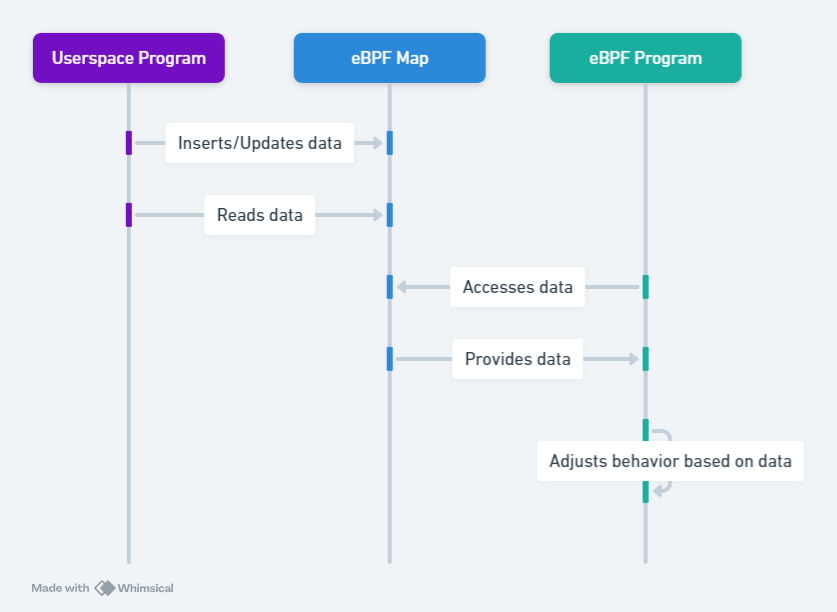 Userspace Program
eBPF Map
eBPF Program
Inserts/Updates data
Reads data
Accesses data
Provides data
Adjusts behavior based on data
Made with Whimsical